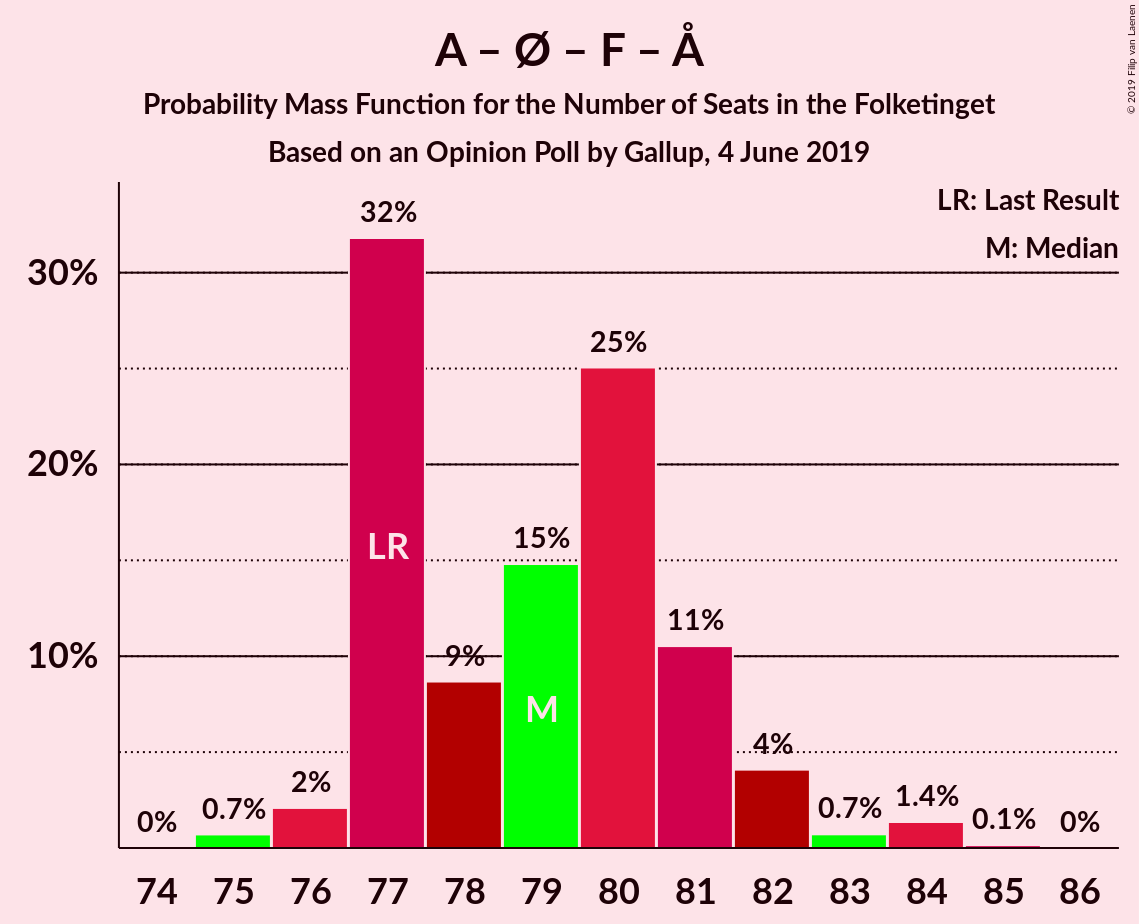 A – Ø – F – Å
Probability Mass Function for the Number of Seats in the Folketinget
Based on an Opinion Poll by Gallup, 4 June 2019
© 2019 Filip van Laenen
LR: Last Result
M: Median
30%
20%
10%
0%
0.7%
2%
32%
9%
15%
25%
11%
4%
0.7%
1.4%
0.1%
0%
LR
M
74 75 76 77 78 79 80 81 82 83 84 85 86